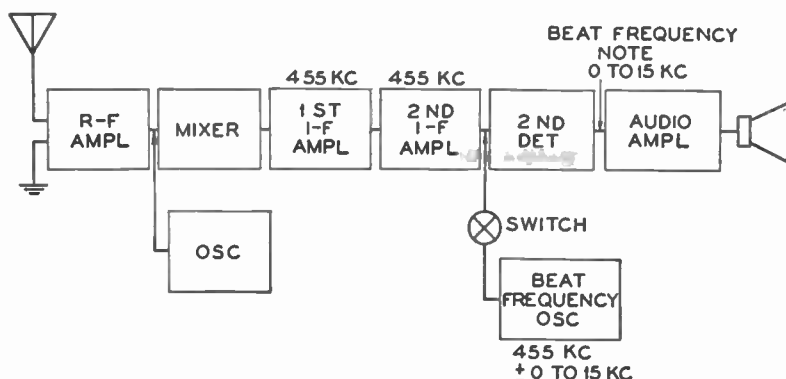 BEAT FREQUENCY
NOTE
0 TO 15 KC
455 KC
455 KC
R-F
AMPL
MIXER
1 ST
I-F
AMPL
2 ND
I-F
AMPL
2 ND
DET
AUDIO
AMPL
OSC
SWITCH
BEAT
FREQUENCY
OSC
455 KC
+ 0 TO 15 KC